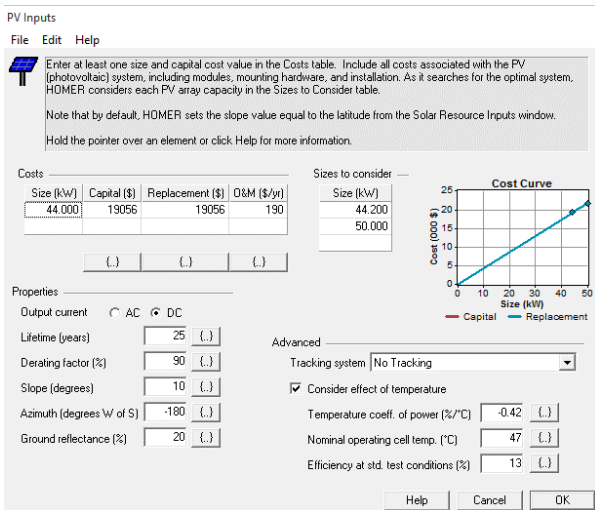 PV Inputs
File Edit Help
Enter at least one size and capital cost value in the Costs table. Include all costs associated with the PV
(photovoltaic) system, including modules, mounting hardware, and installation. As it searches for the optimal system,
HOMER considers each PV array capacity in the Sizes to Consider table.
Note that by default, HOMER sets the slope value equal to the latitude from the Solar Resource Inputs window.
Hold the pointer over an element or click Help for more information.
Costs
Size (kW) Capital ($) Replacement ($) O&M ($/yr)
44.000 19056 19056 190
{..} {..} {..}
Sizes to consider
Size (kW)
44.200
50.000
Cost Curve
Cost (000 $)
25
20
15
10
5
0
0 10 20 30 40 50
Size (kW)
Capital Replacement
Properties
Output current AC DC
Lifetime (years) 25 {..}
Derating factor (%) 90 {..}
Slope (degrees) 10 {..}
Azimuth (degrees W of S) -180 {..}
Ground reflectance (%) 20 {..}
Advanced
Tracking system No Tracking
Consider effect of temperature
Temperature coeff. of power (%/°C) -0.42 {..}
Nominal operating cell temp. (°C) 47 {..}
Efficiency at std. test conditions (%) 13 {..}
Help Cancel OK